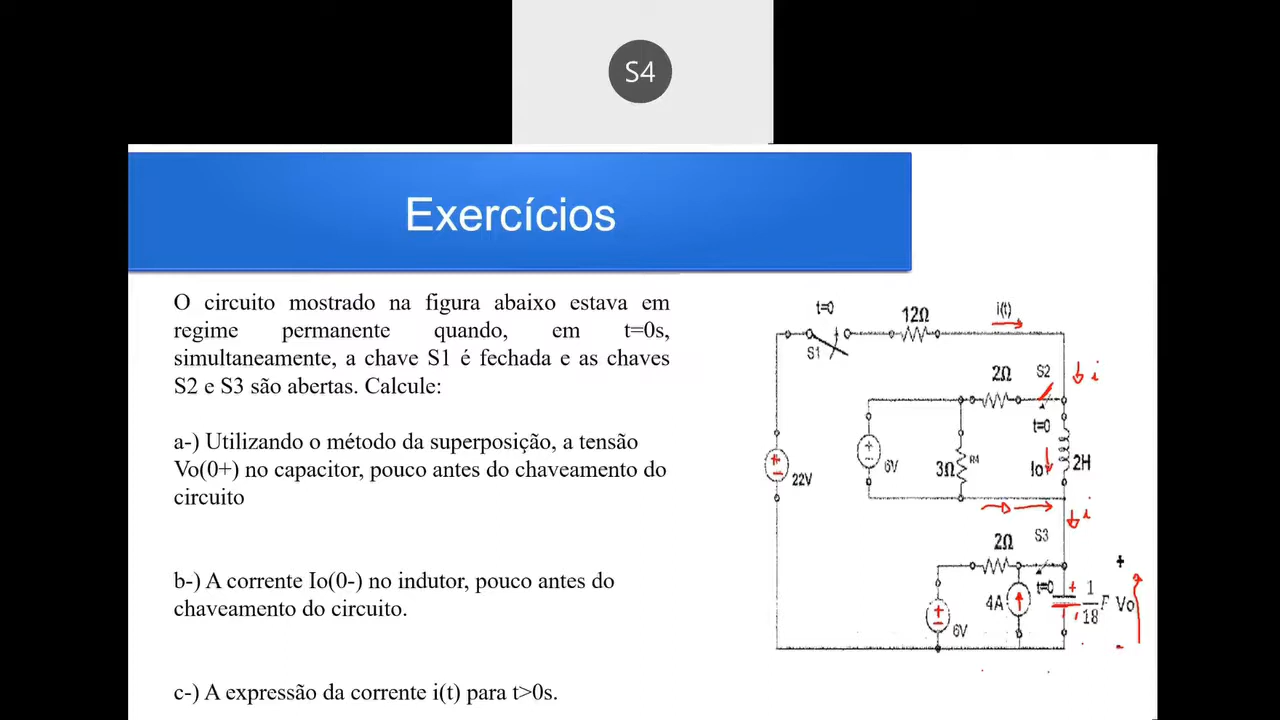 S4
Exercícios
O circuito mostrado na figura abaixo estava em
regime permanente quando, em t=0s,
simultaneamente, a chave S1 é fechada e as chaves
S2 e S3 são abertas. Calcule:
a-) Utilizando o método da superposição, a tensão
Vo(0+) no capacitor, pouco antes do chaveamento do
circuito
b-) A corrente Io(0-) no indutor, pouco antes do
chaveamento do circuito.
c-) A expressão da corrente i(t) para t>0s.
t=0
S1
12Ω
i(t)
i
2Ω
S2
t=0
+
-
6V
3Ω
R4
Io
2H
+
-
22V
i
S3
2Ω
t=0
+
-
6V
4A
+
1/18 F
+
Vo
-